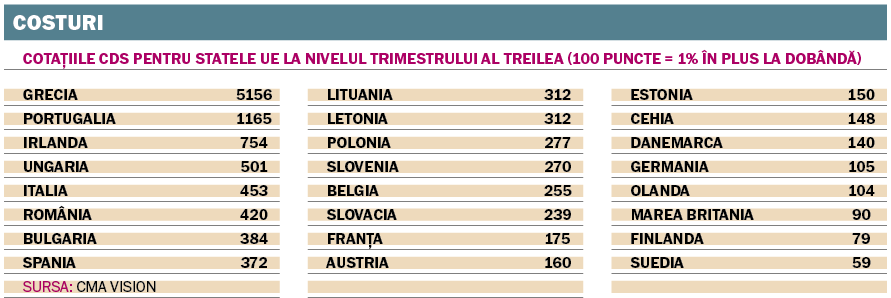 COSTURI
COTAȚIILE CDS PENTRU STATELE UE LA NIVELUL TRIMESTRULUI AL TREILEA (100 PUNCTE = 1% ÎN PLUS LA DOBÂNDĂ)
GRECIA 5156
PORTUGALIA 1165
IRLANDA 754
UNGARIA 501
ITALIA 453
ROMÂNIA 420
BULGARIA 384
SPANIA 372
SURSA: CMA VISION
LITUANIA 312
LETONIA 312
POLONIA 277
SLOVENIA 270
BELGIA 255
SLOVACIA 239
FRANȚA 175
AUSTRIA 160
ESTONIA 150
CEHIA 148
DANEMARCA 140
GERMANIA 105
OLANDA 104
MAREA BRITANIA 90
FINLANDA 79
SUEDIA 59